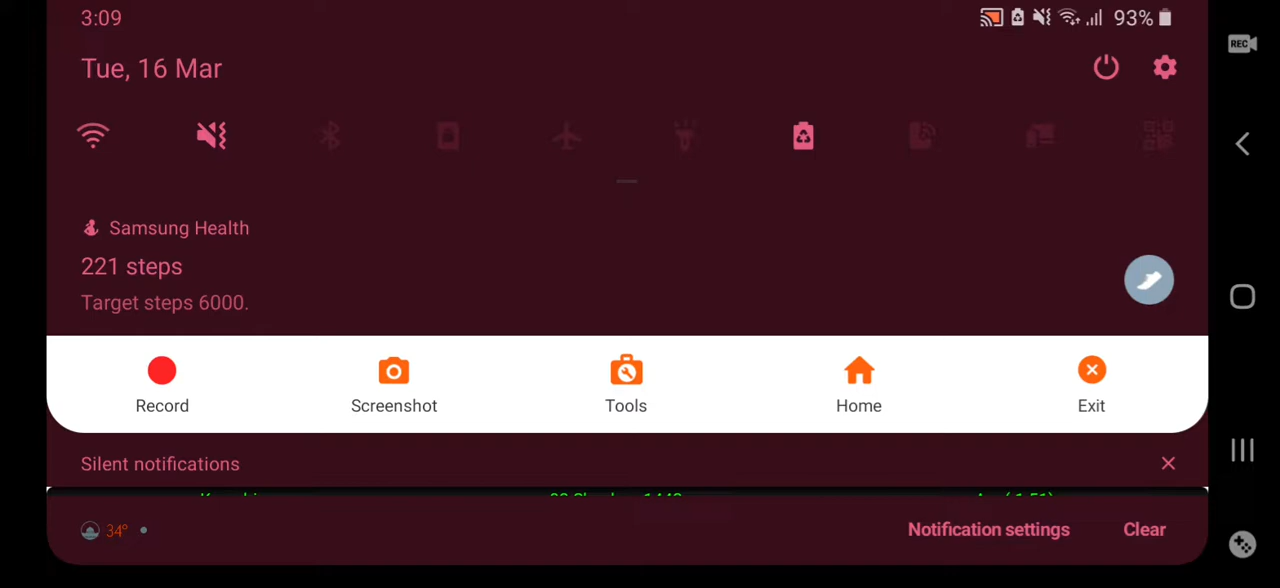 3:09
93%
Tue, 16 Mar
REC
Samsung Health
221 steps
Target steps 6000.
Record
Screenshot
Tools
Home
Exit
Silent notifications
34°
Notification settings
Clear